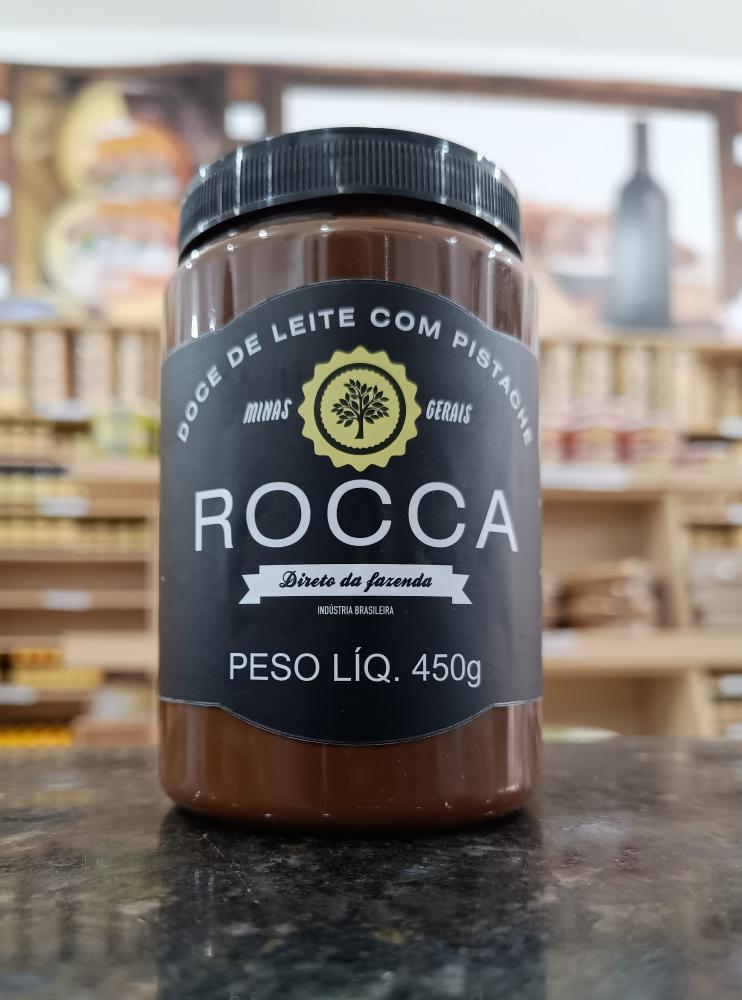 DOCE DE LEITE COM PISTACHE
MINAS GERAIS
ROCCA
Direto da fazenda
INDÚSTRIA BRASILEIRA
PESO LÍQ. 450g